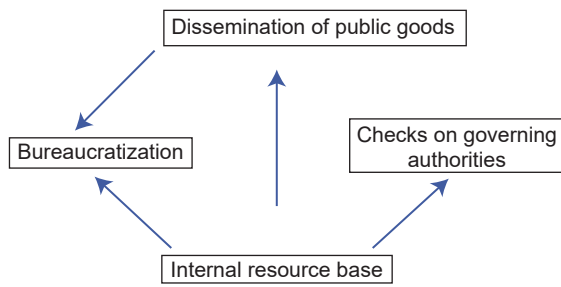 Dissemination of public goods
Bureaucratization
Checks on governing
authorities
Internal resource base